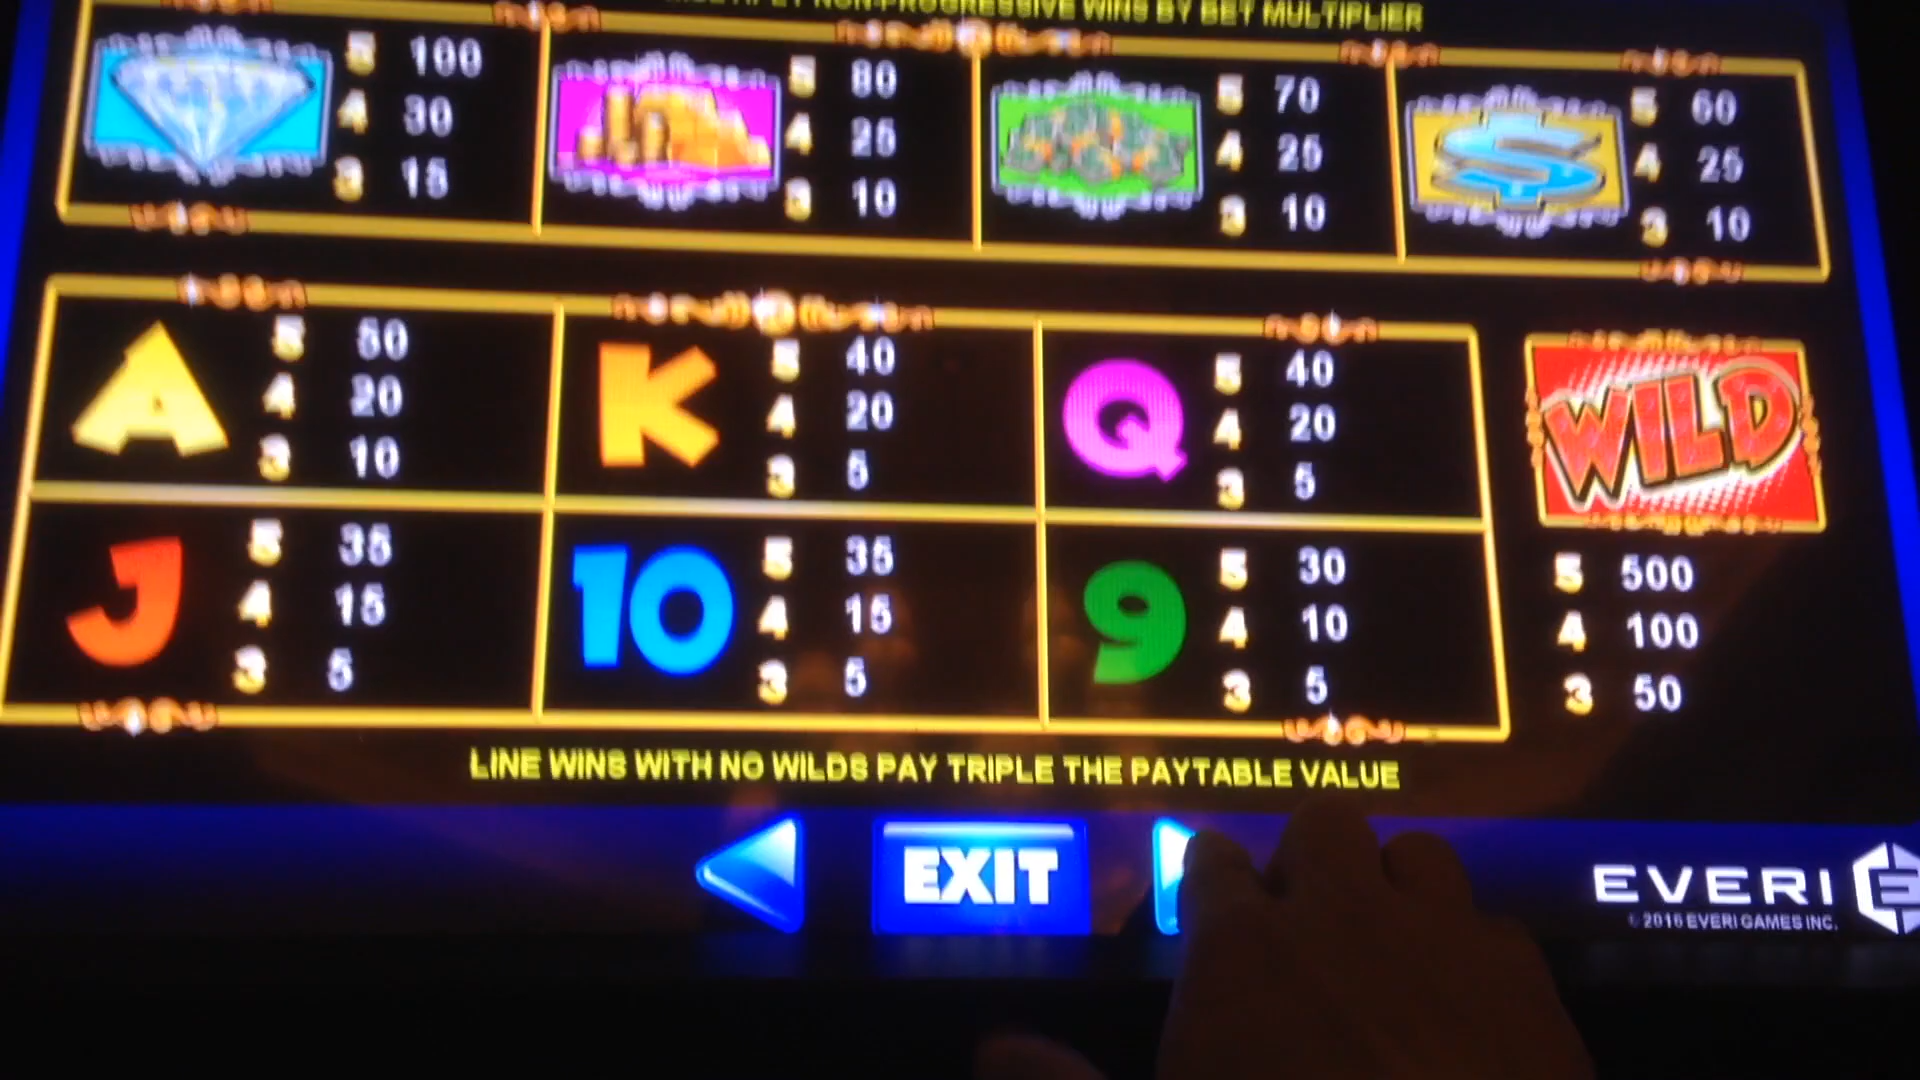 NON-PROGRESSIVE WINS BY BET MULTIPLIER
5 100 5 80 5 70 5 60
4 30 4 25 4 25 4 25
3 15 3 10 3 10 3 10
A 5 50 K 5 40 Q 5 40 WILD
4 20 4 20 4 20
3 10 3 5 3 5
J 5 35 10 5 35 9 5 30 5 500
4 15 4 15 4 10 4 100
3 5 3 5 3 5 3 50
LINE WINS WITH NO WILDS PAY TRIPLE THE PAYTABLE VALUE
EXIT
EVERI
© 2016 EVERI GAMES INC.